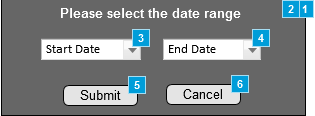 Please select the date range 2 1
Start Date 3 End Date 4
Submit 5 Cancel 6